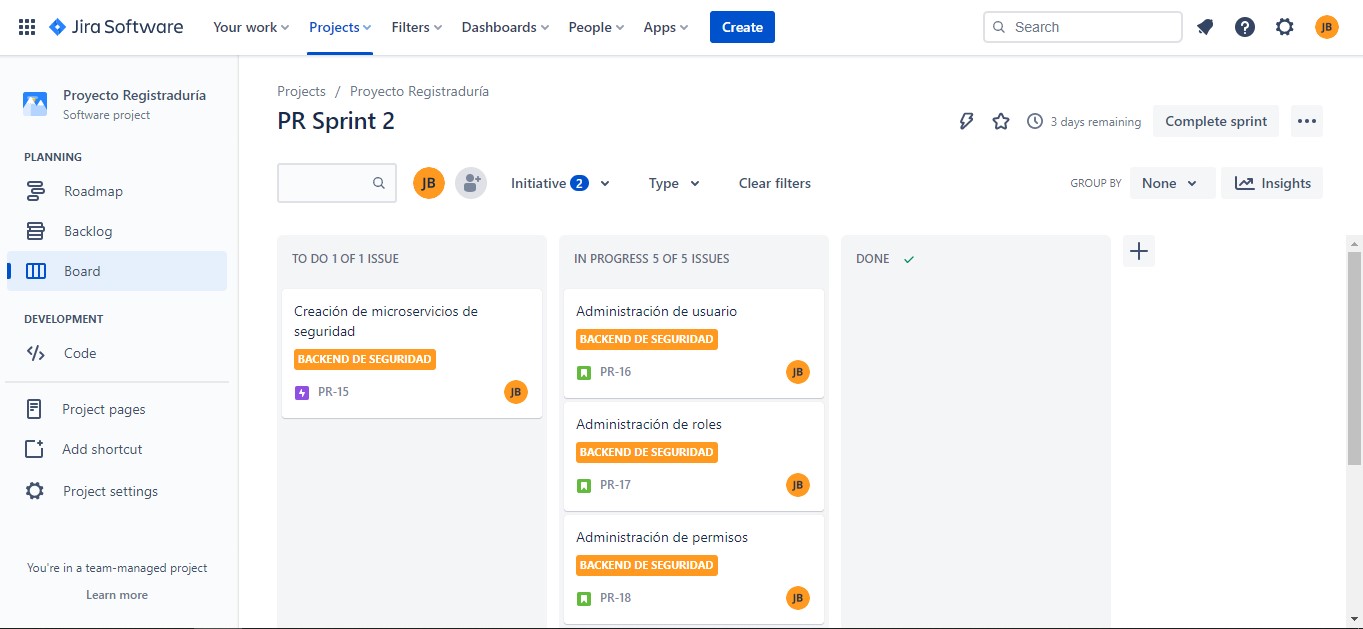 Jira Software
Your work
Projects
Filters
Dashboards
People
Apps
Create
Search
JB
Proyecto Registraduría
Software project
PLANNING
Roadmap
Backlog
Board
DEVELOPMENT
Code
Project pages
Add shortcut
Project settings
You're in a team-managed project
Learn more
Projects / Proyecto Registraduría
PR Sprint 2
3 days remaining
Complete sprint
JB
Initiative 2
Type
Clear filters
GROUP BY
None
Insights
TO DO 1 OF 1 ISSUE
Creación de microservicios de
seguridad
BACKEND DE SEGURIDAD
PR-15
JB
IN PROGRESS 5 OF 5 ISSUES
Administración de usuario
BACKEND DE SEGURIDAD
PR-16
JB
Administración de roles
BACKEND DE SEGURIDAD
PR-17
JB
Administración de permisos
BACKEND DE SEGURIDAD
PR-18
JB
DONE